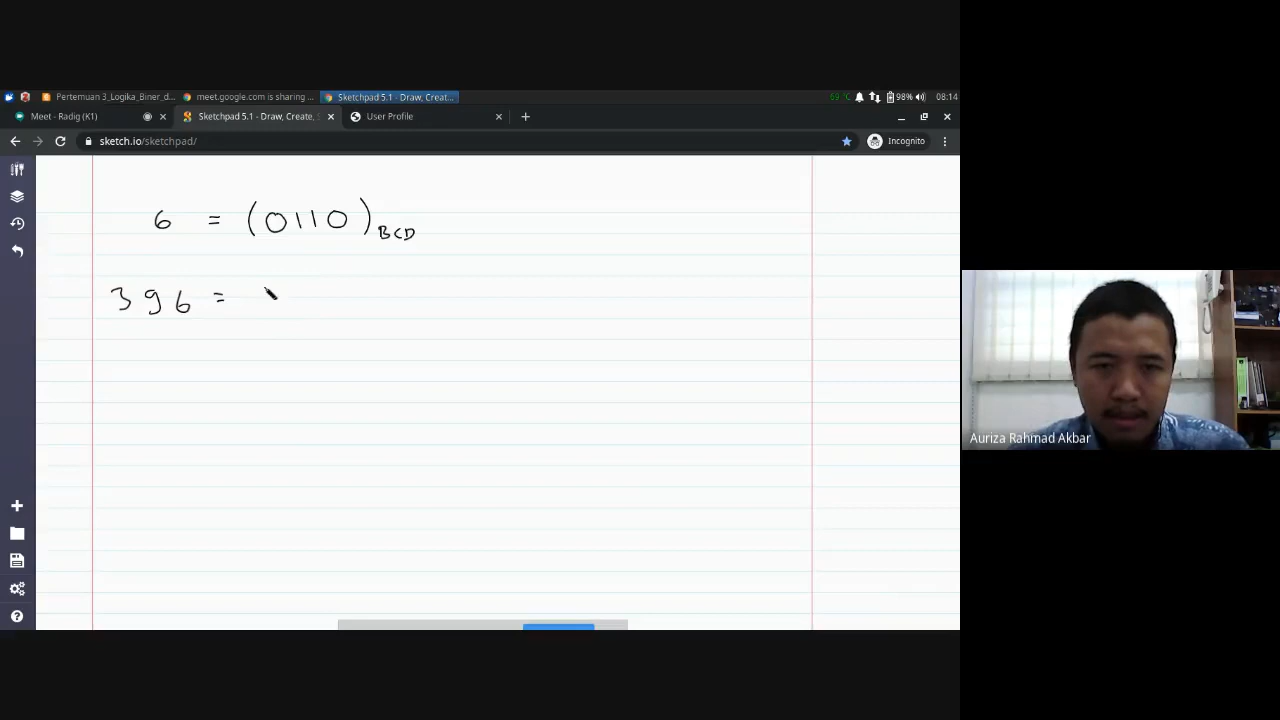 Pertemuan 3_Logika_Biner_d... meet.google.com is sharing ... Sketchpad 5.1 - Draw, Creat... 69 °C 98% 08:14
Meet - Radig (K1) Sketchpad 5.1 - Draw, Create, S User Profile
sketch.io/sketchpad/ Incognito
6 = (0110)BCD
396 =
Auriza Rahmad Akbar